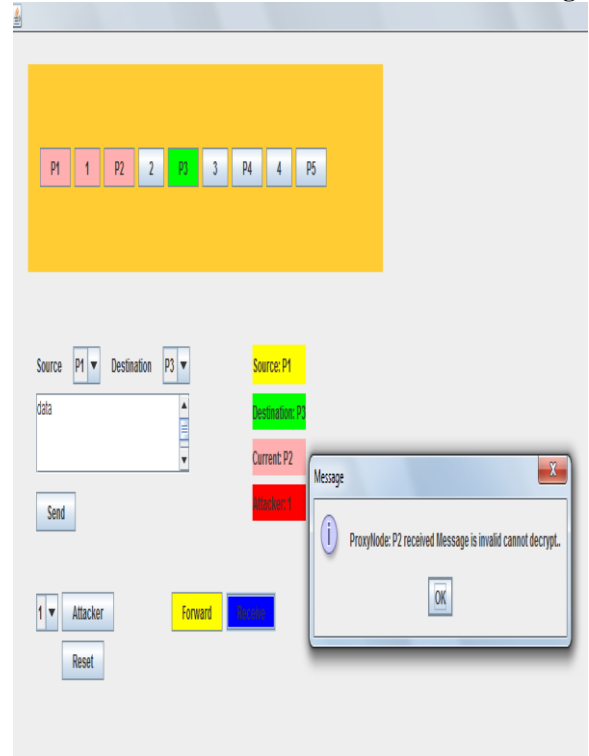 P1 1 P2 2 P3 3 P4 4 P5
Source P1 Destination P3
Source: P1
data
Destination: P3
Current: P2
Attacker: 1
Send
Message
ProxyNode: P2 received Message is invalid cannot decrypt..
OK
1 Attacker Forward Receive
Reset